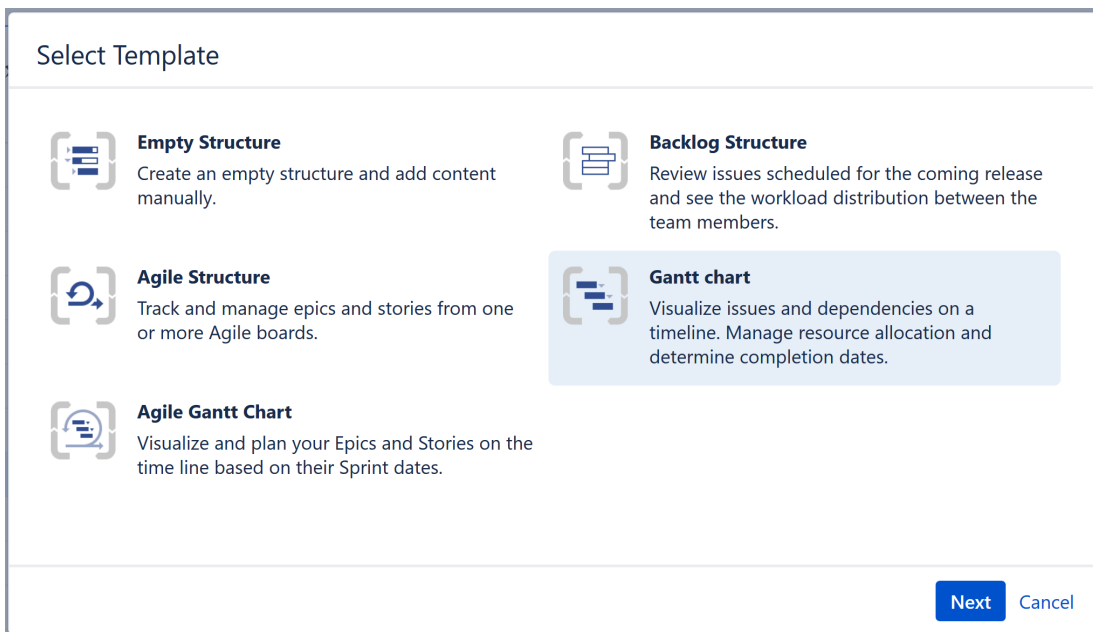 Select Template
Empty Structure
Create an empty structure and add content
manually.
Backlog Structure
Review issues scheduled for the coming release
and see the workload distribution between the
team members.
Agile Structure
Track and manage epics and stories from one
or more Agile boards.
Gantt chart
Visualize issues and dependencies on a
timeline. Manage resource allocation and
determine completion dates.
Agile Gantt Chart
Visualize and plan your Epics and Stories on the
time line based on their Sprint dates.
Next
Cancel